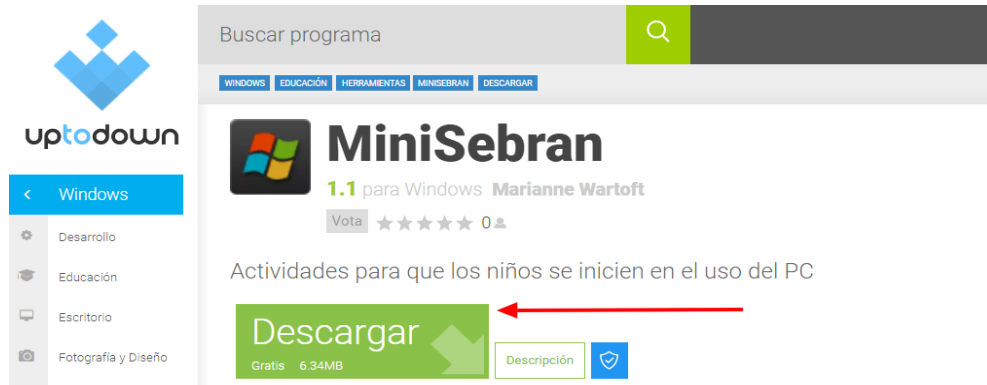 Buscar programa
WINDOWS EDUCACIÓN HERRAMIENTAS MINISEBRAN DESCARGAR
uptodown
MiniSebran
1.1 para Windows Marianne Wartoft
Vota 0
< Windows
Desarrollo
Educación
Escritorio
Fotografía y Diseño
Actividades para que los niños se inicien en el uso del PC
Descargar
Gratis 6.34MB
Descripción